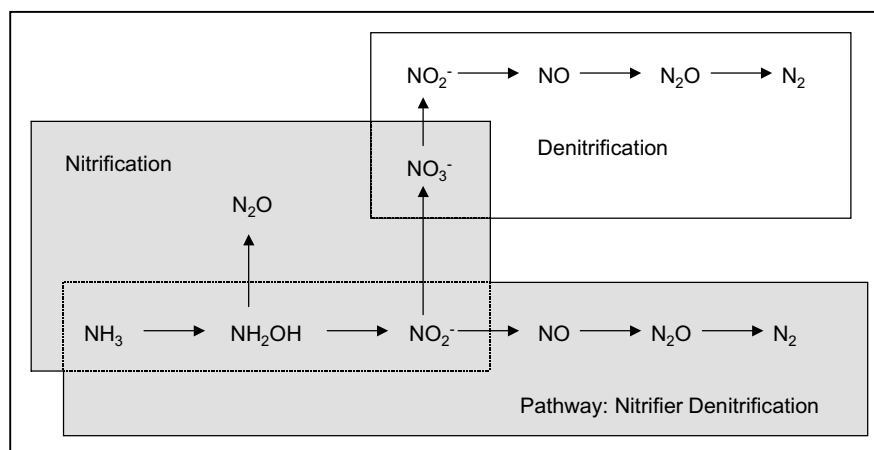 NO₂⁻ NO N₂O N₂
Denitrification
Nitrification
NO₃⁻
N₂O
NH₃ NH₂OH NO₂⁻ NO N₂O N₂
Pathway: Nitrifier Denitrification